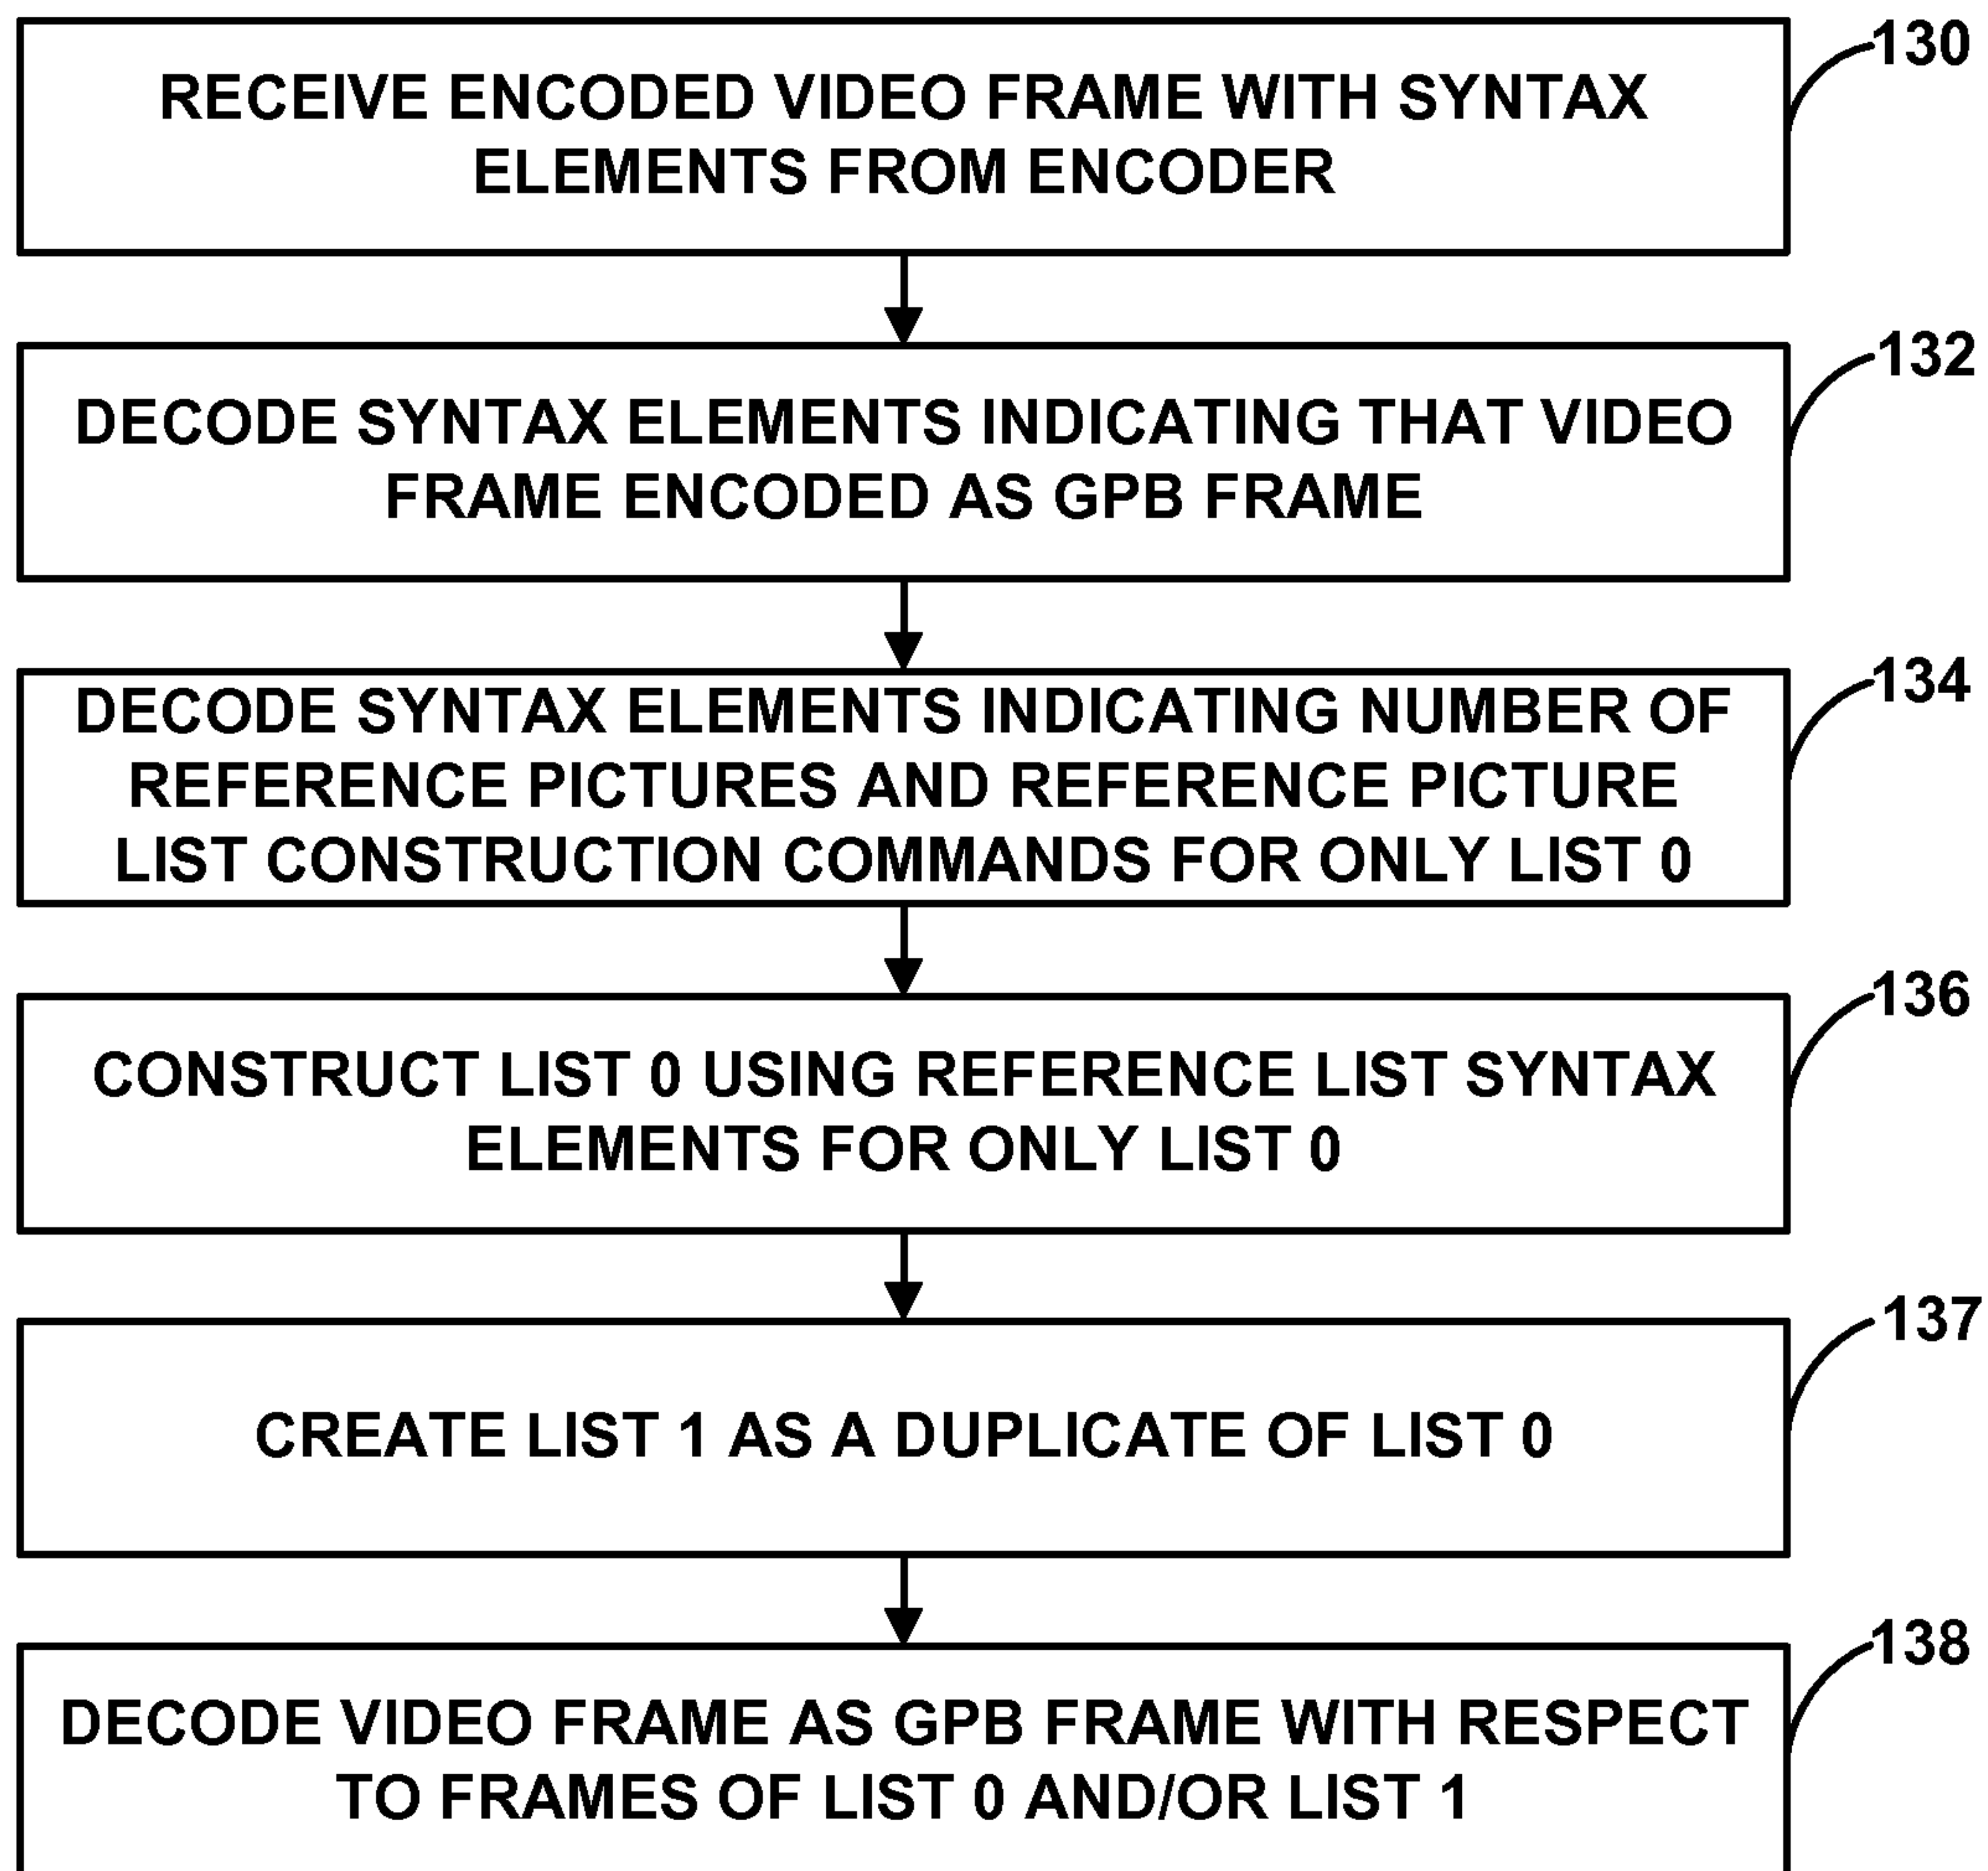 130
RECEIVE ENCODED VIDEO FRAME WITH SYNTAX
ELEMENTS FROM ENCODER
132
DECODE SYNTAX ELEMENTS INDICATING THAT VIDEO
FRAME ENCODED AS GPB FRAME
134
DECODE SYNTAX ELEMENTS INDICATING NUMBER OF
REFERENCE PICTURES AND REFERENCE PICTURE
LIST CONSTRUCTION COMMANDS FOR ONLY LIST 0
136
CONSTRUCT LIST 0 USING REFERENCE LIST SYNTAX
ELEMENTS FOR ONLY LIST 0
137
CREATE LIST 1 AS A DUPLICATE OF LIST 0
138
DECODE VIDEO FRAME AS GPB FRAME WITH RESPECT
TO FRAMES OF LIST 0 AND/OR LIST 1